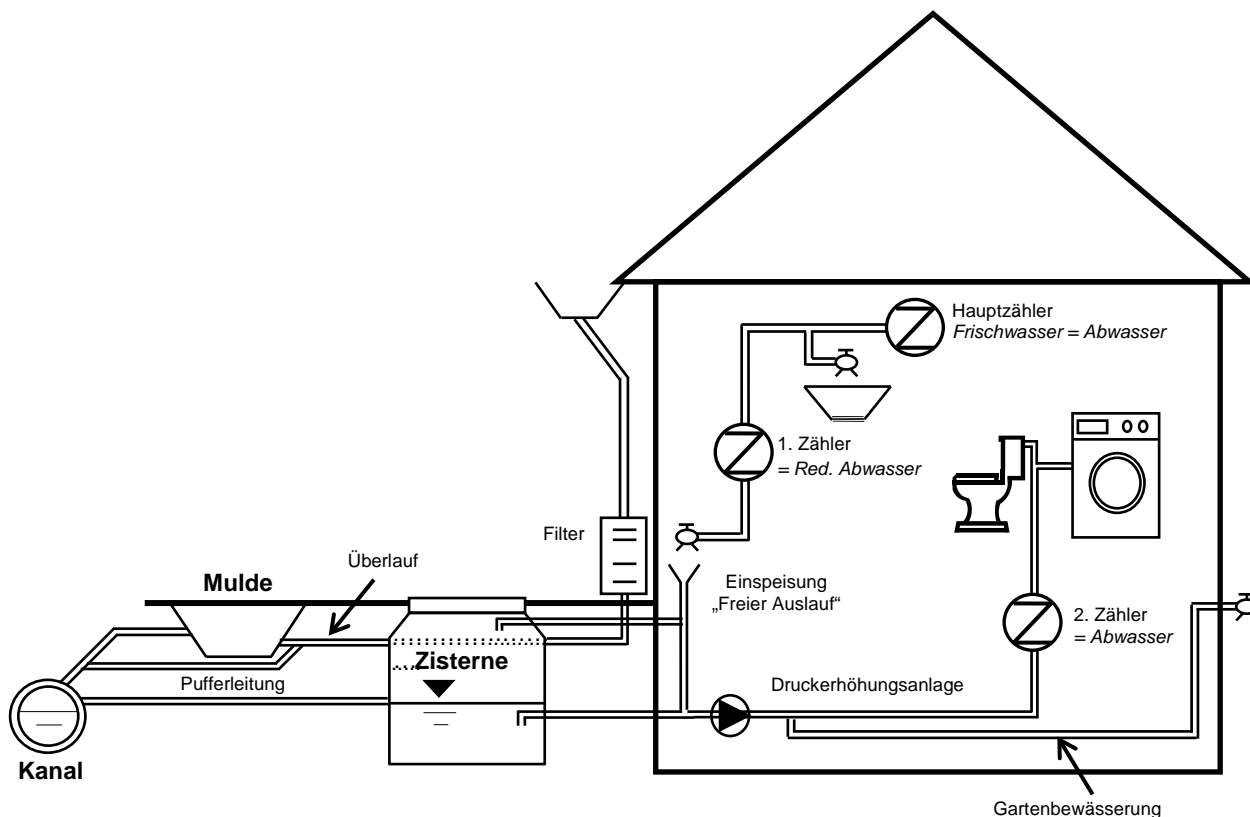 Hauptzähler
Frischwasser = Abwasser
1. Zähler
= Red. Abwasser
Filter
Überlauf
Mulde
Einspeisung
„Freier Auslauf“
2. Zähler
= Abwasser
Zisterne
Pufferleitung
Druckerhöhungsanlage
Kanal
Gartenbewässerung